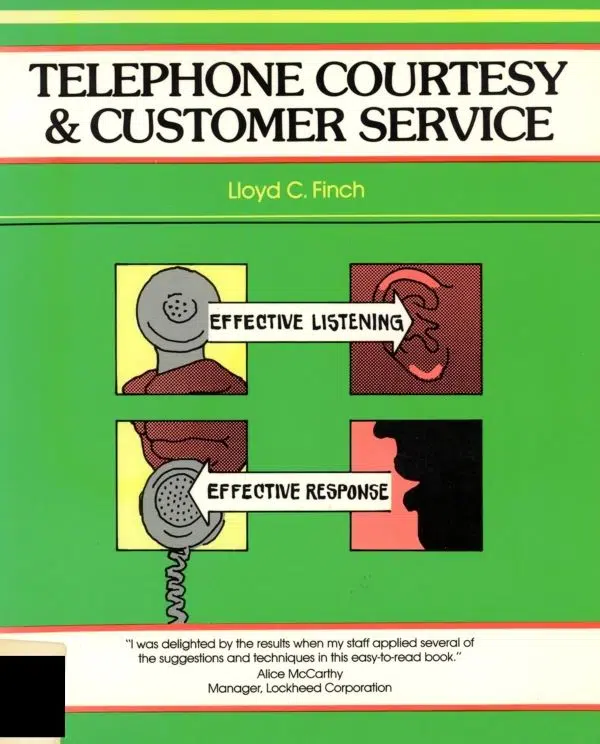 TELEPHONE COURTESY
& CUSTOMER SERVICE
Lloyd C. Finch
EFFECTIVE LISTENING
EFFECTIVE RESPONSE
"I was delighted by the results when my staff applied several of
the suggestions and techniques in this easy-to-read book."
Alice McCarthy
Manager, Lockheed Corporation